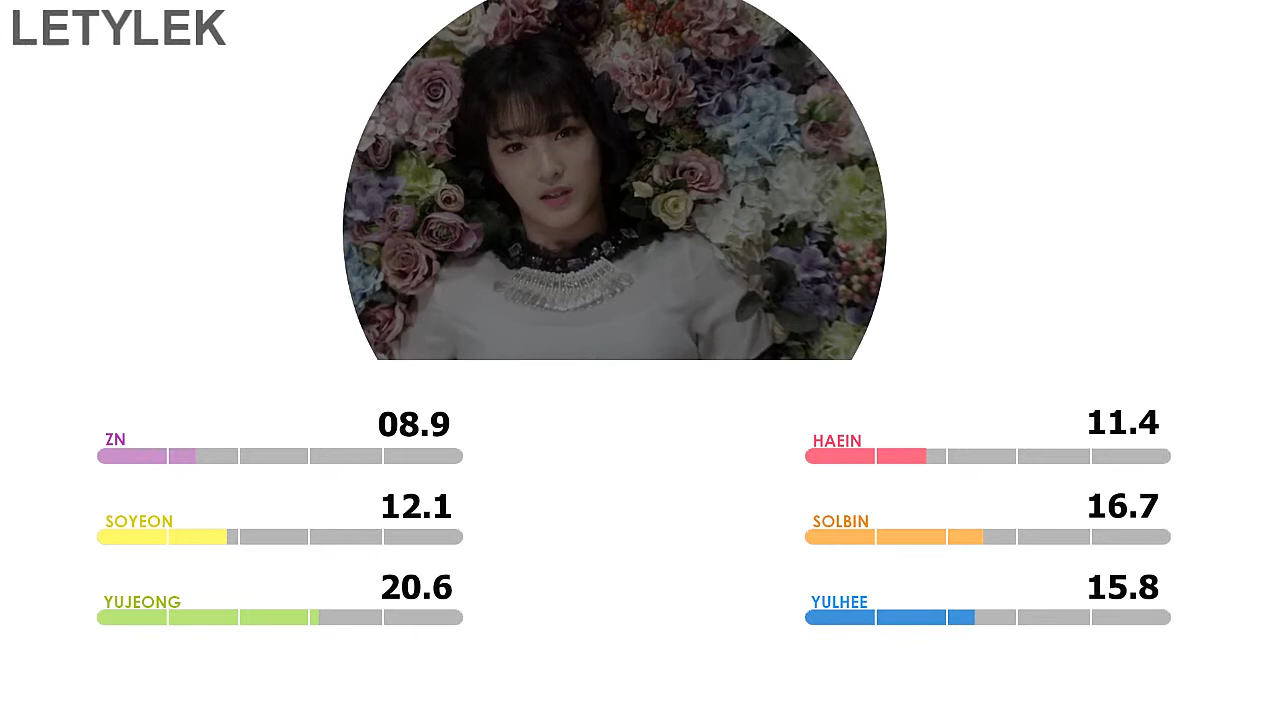 LETYLEK
ZN
08.9
HAEIN
11.4
SOYEON
12.1
SOLBIN
16.7
YUJEONG
20.6
YULHEE
15.8